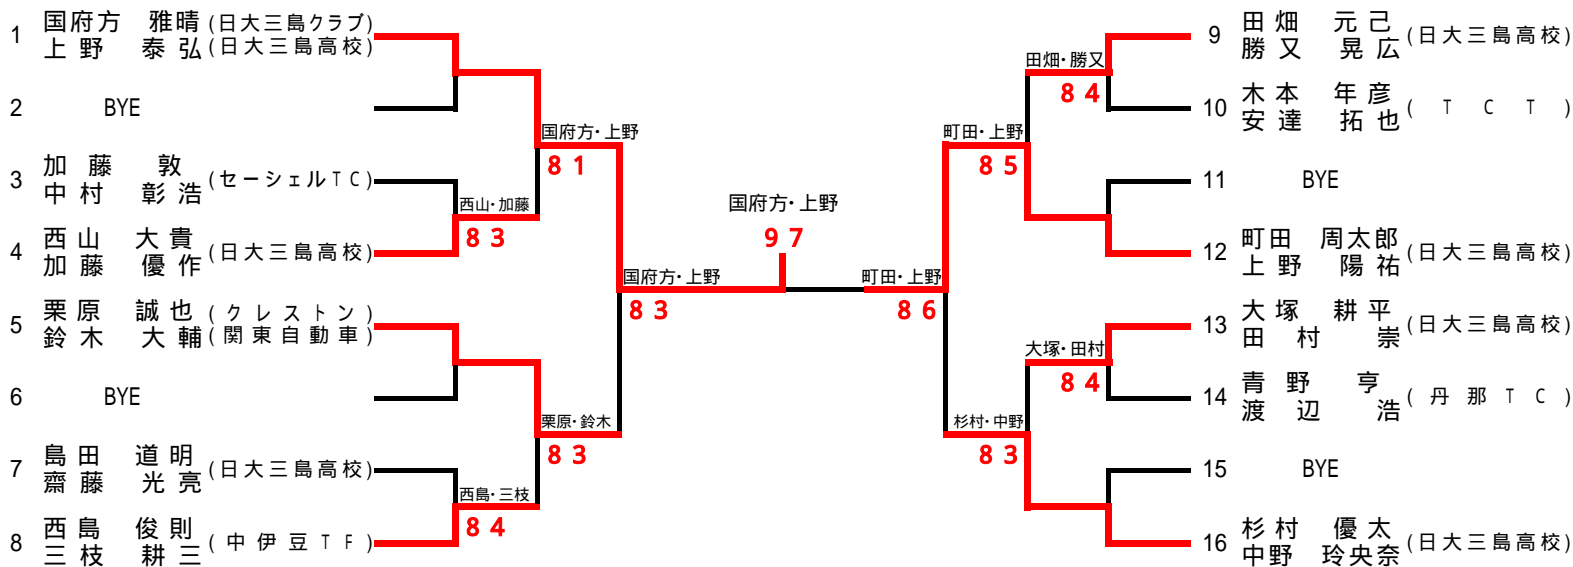 1 国府方 雅晴 (日大三島クラブ)
上野 泰弘 (日大三島高校)
2 BYE
国府方・上野
81
3 加藤 敦
中村 彰浩 (セーシェルTC)
西山・加藤
83
4 西山 大貴
加藤 優作 (日大三島高校)
国府方・上野
83
5 栗原 誠也 (クレストン)
鈴木 大輔 (関東自動車)
6 BYE
栗原・鈴木
83
7 島田 道明
齋藤 光亮 (日大三島高校)
西島・三枝
84
8 西島 俊則
三枝 耕三 (中伊豆TF)
国府方・上野
97
9 田畑 元己
勝又 晃広 (日大三島高校)
田畑・勝又
84
10 木本 年彦
安達 拓也 (TCT)
町田・上野
85
11 BYE
12 町田 周太郎
上野 陽祐 (日大三島高校)
町田・上野
86
13 大塚 耕平
田村 崇 (日大三島高校)
大塚・田村
84
14 青野 亨
渡辺 浩 (丹那TC)
杉村・中野
83
15 BYE
16 杉村 優太
中野 玲央奈 (日大三島高校)